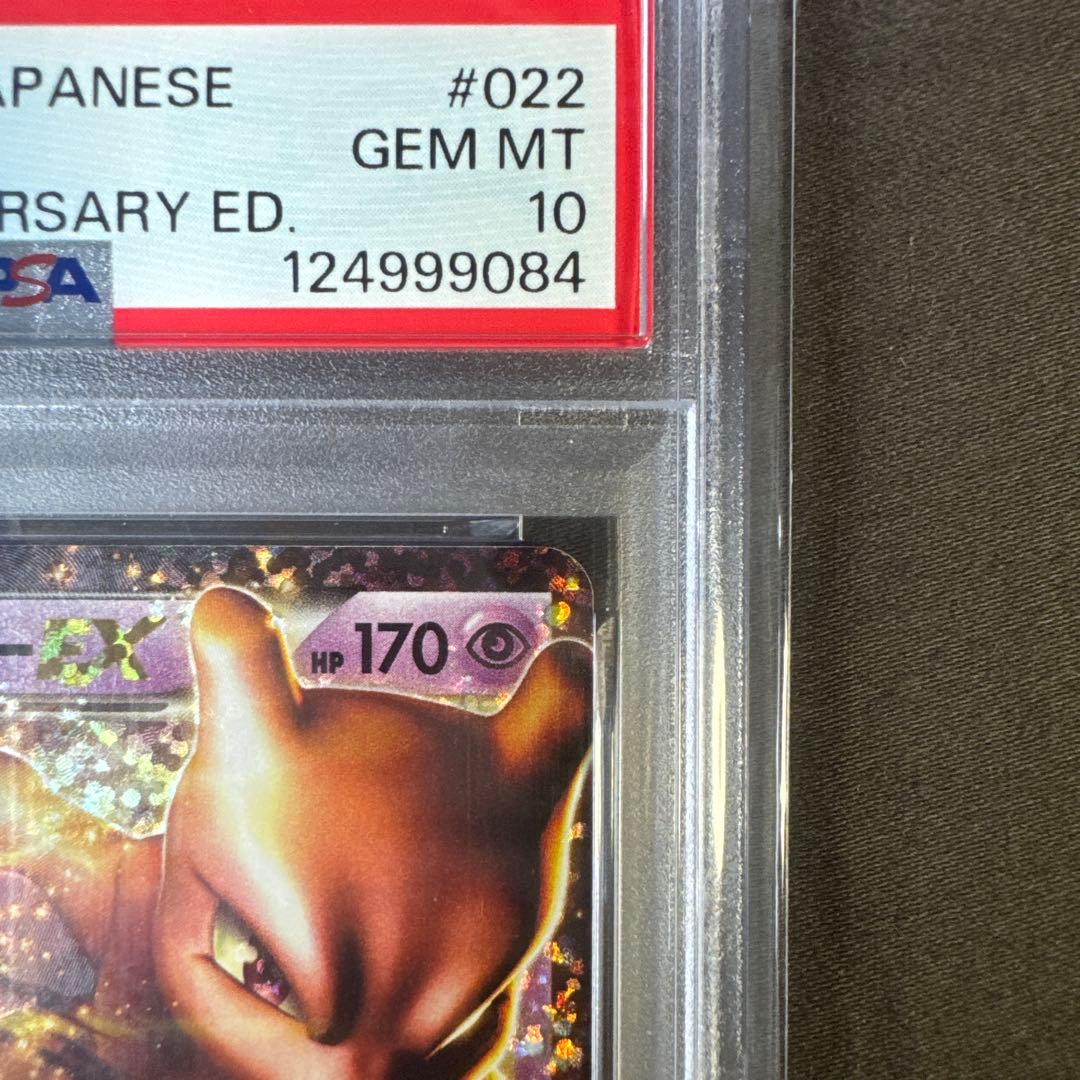 APANESE #022
GEM MT
RSARY ED. 10
PSA 124999084
-EX HP 170